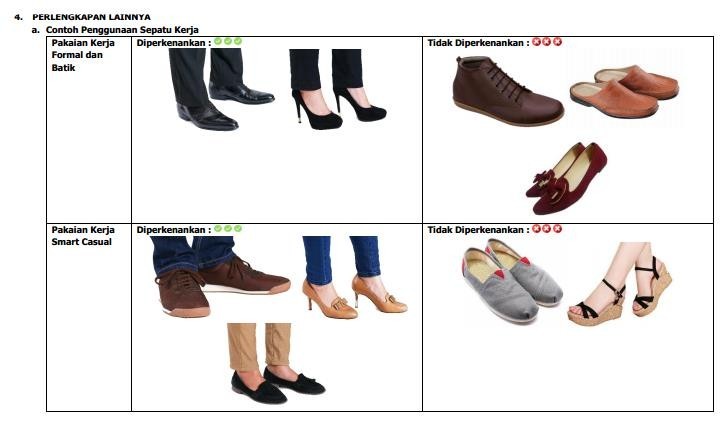 4. PERLENGKAPAN LAINNYA
a. Contoh Penggunaan Sepatu Kerja
Pakaian Kerja
Formal dan
Batik
Diperkenankan :
Tidak Diperkenankan :
Pakaian Kerja
Smart Casual
Diperkenankan :
Tidak Diperkenankan :